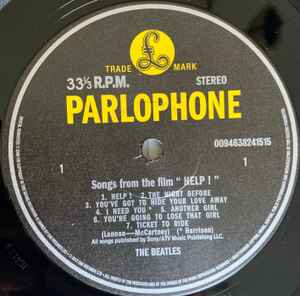 £
TRADE MARK
33⅓ R.P.M. STEREO
PARLOPHONE
0094638241515
1 1
Songs from the film "HELP!"
1. HELP! 2. THE NIGHT BEFORE
3. YOU'VE GOT TO HIDE YOUR LOVE AWAY
4. I NEED YOU* 5. ANOTHER GIRL
6. YOU'RE GOING TO LOSE THAT GIRL
7. TICKET TO RIDE
(Lennon—McCartney) (* Harrison)
All songs published by Sony/ATV Music Publishing LLC.
THE BEATLES